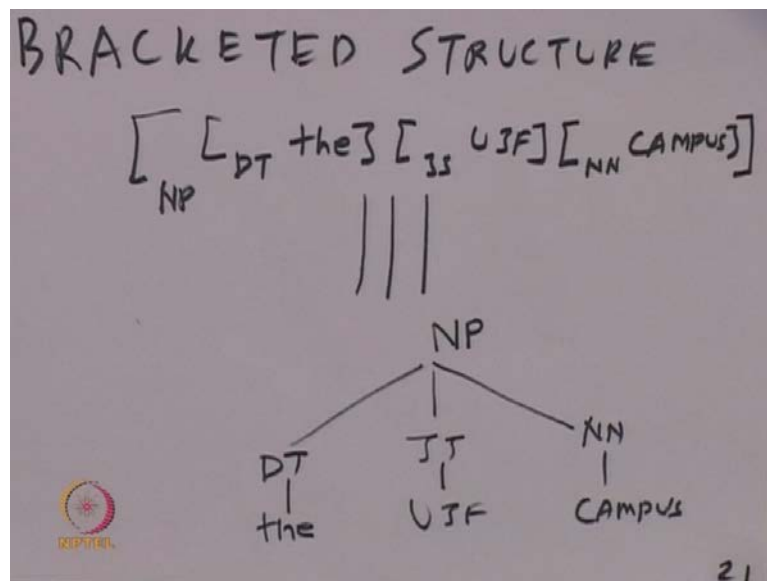 BRACKETED STRUCTURE
[NP [DT the] [JJ UJF] [NN CAMPUS]]
NP
DT JJ NN
the UJF CAMPUS
NPTEL
21